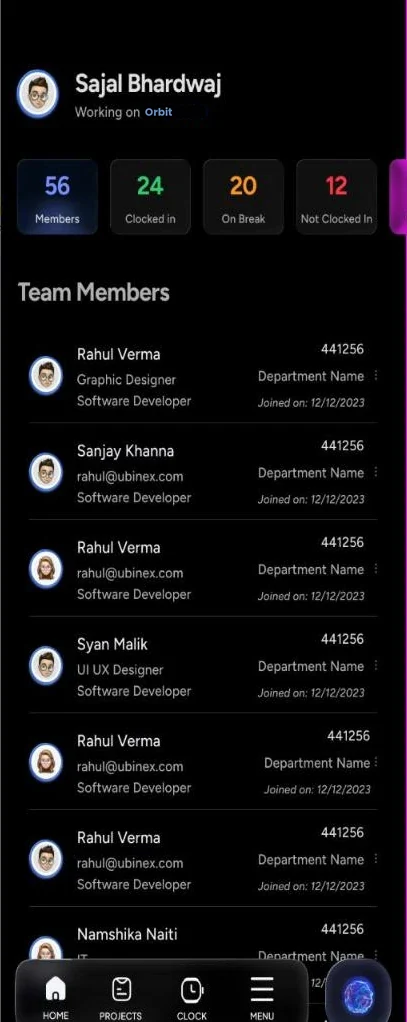 Sajal Bhardwaj
Working on Orbit
56 24 20 12
Members Clocked in On Break Not Clocked In
Team Members
Rahul Verma 441256
Graphic Designer Department Name
Software Developer Joined on: 12/12/2023
Sanjay Khanna 441256
rahul@ubinex.com Department Name
Software Developer Joined on: 12/12/2023
Rahul Verma 441256
rahul@ubinex.com Department Name
Software Developer Joined on: 12/12/2023
Syan Malik 441256
UI UX Designer Department Name
Software Developer Joined on: 12/12/2023
Rahul Verma 441256
rahul@ubinex.com Department Name
Software Developer Joined on: 12/12/2023
Rahul Verma 441256
rahul@ubinex.com Department Name
Software Developer Joined on: 12/12/2023
Namshika Naiti 441256
IT Department Name
HOME PROJECTS CLOCK MENU